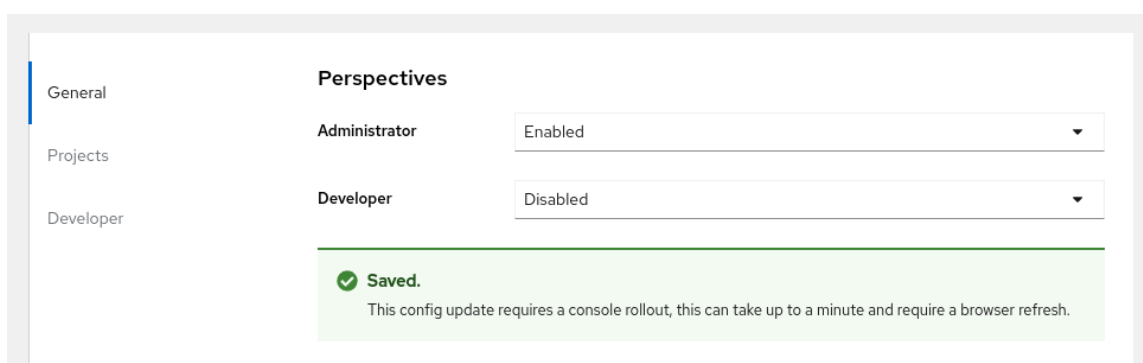 General
Projects
Developer
Perspectives
Administrator
Enabled
Developer
Disabled
Saved.
This config update requires a console rollout, this can take up to a minute and require a browser refresh.